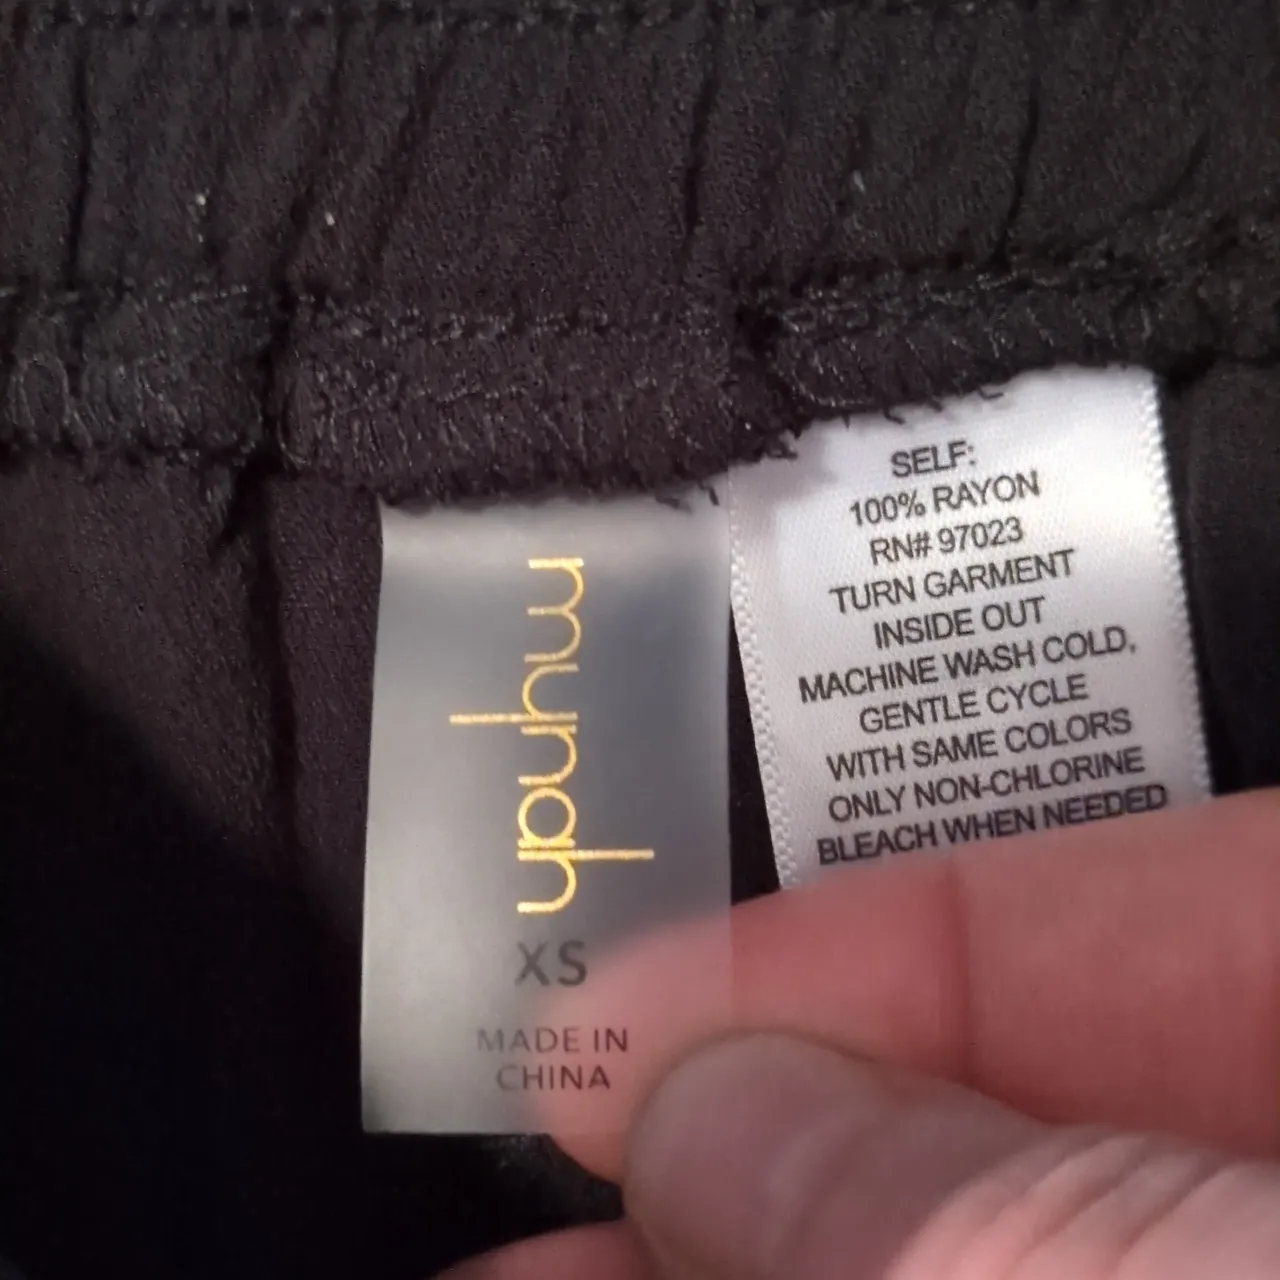 mynah
XS
MADE IN
CHINA
SELF:
100% RAYON
RN# 97023
TURN GARMENT
INSIDE OUT
MACHINE WASH COLD,
GENTLE CYCLE
WITH SAME COLORS
ONLY NON-CHLORINE
BLEACH WHEN NEEDED